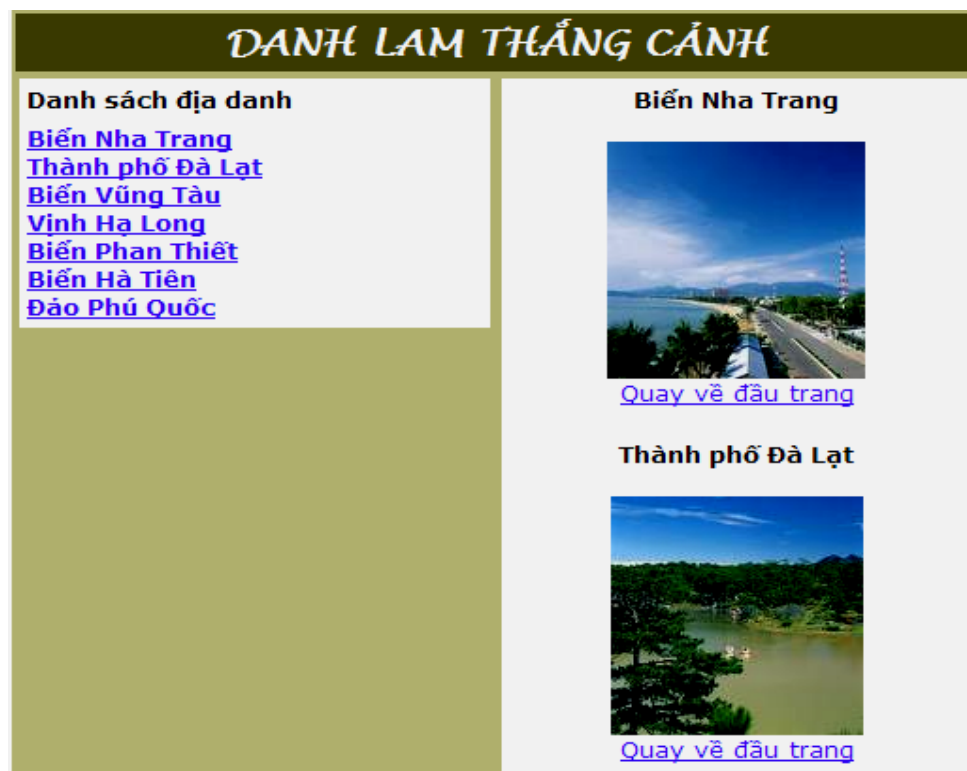 DANH LAM THẮNG CẢNH
Danh sách địa danh
Biển Nha Trang
Thành phố Đà Lạt
Biển Vũng Tàu
Vịnh Hạ Long
Biển Phan Thiết
Biển Hà Tiên
Đảo Phú Quốc
Biển Nha Trang
Quay về đầu trang
Thành phố Đà Lạt
Quay về đầu trang